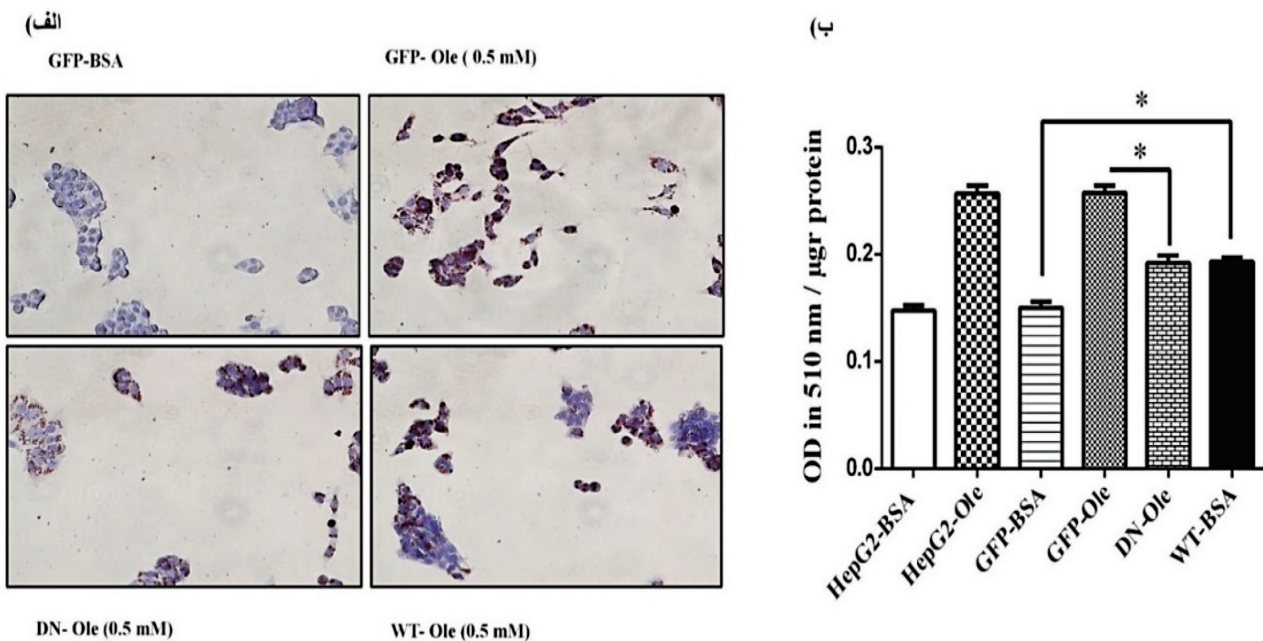 الف)
GFP-BSA
GFP- Ole ( 0.5 mM)
DN- Ole (0.5 mM)
WT- Ole (0.5 mM)
ب)
*
*
OD in 510 nm / µgr protein
0.3
0.2
0.1
0.0
HepG2-BSA
HepG2-Ole
GFP-BSA
GFP-Ole
DN-Ole
WT-BSA